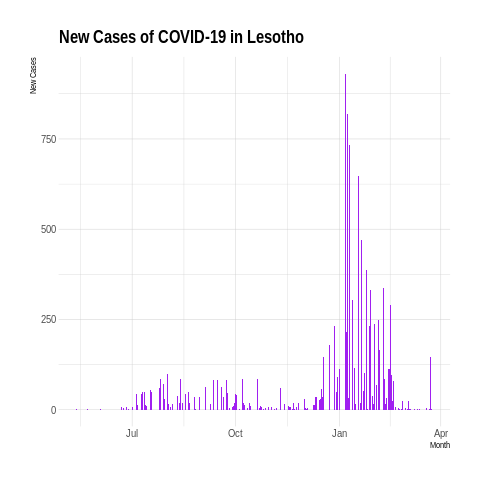 New Cases of COVID-19 in Lesotho
New Cases
750
500
250
0
Jul Oct Jan Apr
Month